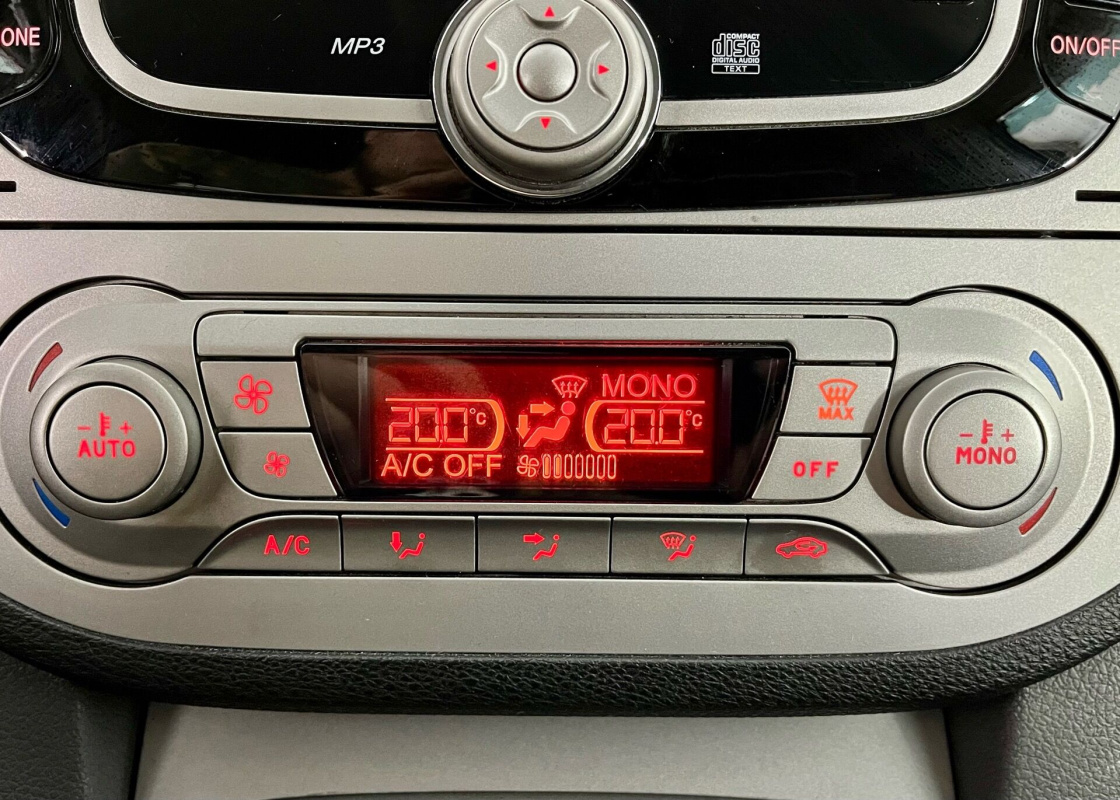 ONE
MP3
COMPACT
disc
DIGITAL AUDIO
TEXT
ON/OFF
MONO
20.0°C
20.0°C
A/C OFF
- +
AUTO
MAX
OFF
- +
MONO
A/C